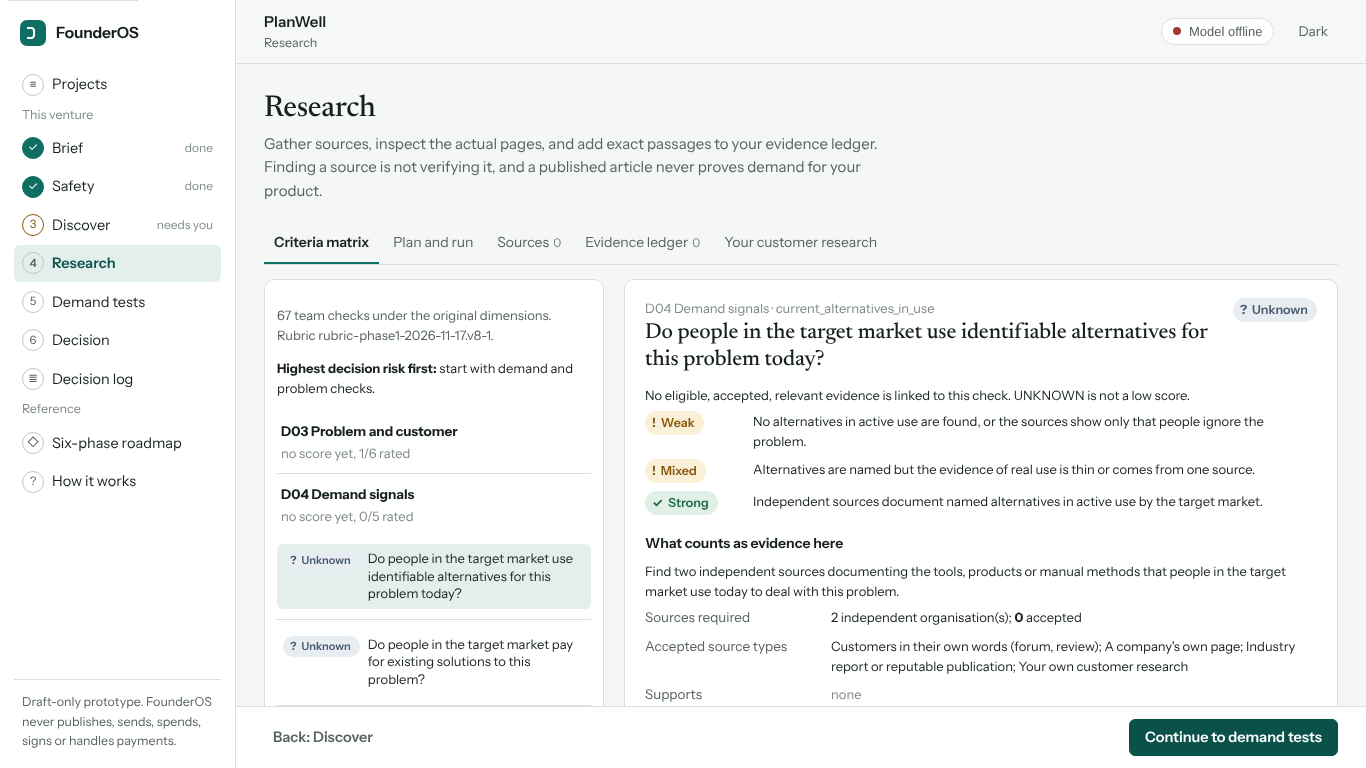 FounderOS
Projects
This venture
Brief done
Safety done
3 Discover needs you
4 Research
5 Demand tests
6 Decision
Decision log
Reference
Six-phase roadmap
? How it works
Draft-only prototype. FounderOS
never publishes, sends, spends,
signs or handles payments.
PlanWell
Research
Model offline
Dark
Research
Gather sources, inspect the actual pages, and add exact passages to your evidence ledger.
Finding a source is not verifying it, and a published article never proves demand for your
product.
Criteria matrix Plan and run Sources 0 Evidence ledger 0 Your customer research
67 team checks under the original dimensions.
Rubric rubric-phase1-2026-11-17.v8-1.
Highest decision risk first: start with demand and
problem checks.
D03 Problem and customer
no score yet, 1/6 rated
D04 Demand signals
no score yet, 0/5 rated
? Unknown Do people in the target market use
identifiable alternatives for this
problem today?
? Unknown Do people in the target market pay
for existing solutions to this
problem?
D04 Demand signals · current_alternatives_in_use
? Unknown
Do people in the target market use identifiable alternatives for
this problem today?
No eligible, accepted, relevant evidence is linked to this check. UNKNOWN is not a low score.
! Weak No alternatives in active use are found, or the sources show only that people ignore the
problem.
! Mixed Alternatives are named but the evidence of real use is thin or comes from one source.
✓ Strong Independent sources document named alternatives in active use by the target market.
What counts as evidence here
Find two independent sources documenting the tools, products or manual methods that people in the target
market use today to deal with this problem.
Sources required 2 independent organisation(s); 0 accepted
Accepted source types Customers in their own words (forum, review); A company's own page; Industry
report or reputable publication; Your own customer research
Supports none
Back: Discover
Continue to demand tests